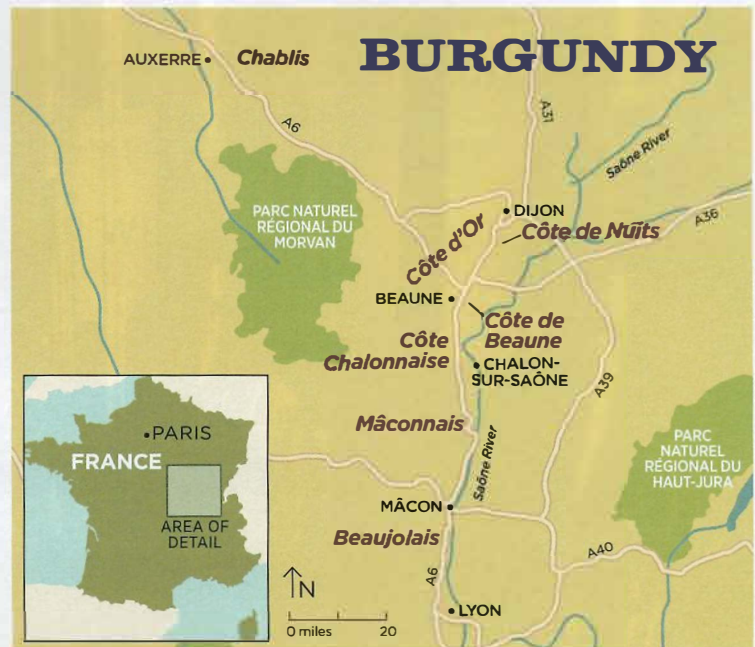 BURGUNDY
AUXERRE
Chablis
A6
A31
Saône River
PARC NATUREL
RÉGIONAL DU
MORVAN
DIJON
A36
Côte d'Or
Côte de Nuits
BEAUNE
Côte de
Beaune
Côte
Chalonnaise
CHALON-
SUR-SAÔNE
A39
Mâconnais
PARC
NATUREL
RÉGIONAL DU
HAUT-JURA
Saône River
MÂCON
Beaujolais
A40
A6
LYON
PARIS
FRANCE
AREA OF
DETAIL
N
0 miles 20